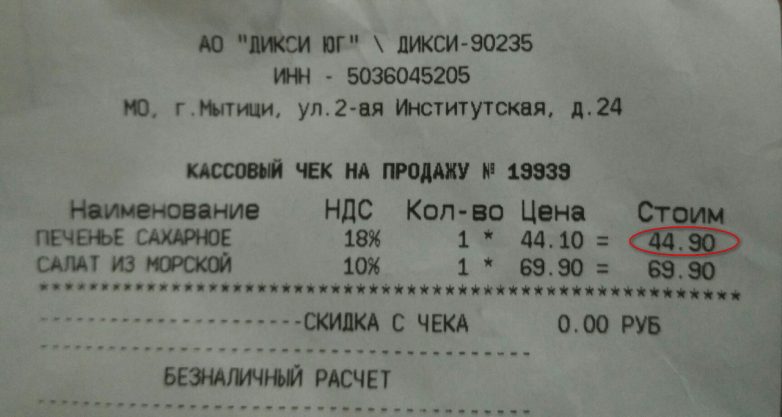 АО "ДИКСИ ЮГ" \ ДИКСИ-90235
ИНН - 5036045205
МО, г.Мытищи, ул.2-ая Институтская, д.24
КАССОВЫЙ ЧЕК НА ПРОДАЖУ № 19939
Наименование НДС Кол-во Цена Стоим
ПЕЧЕНЬЕ САХАРНОЕ 18% 1 * 44.10 = 44.90
САЛАТ ИЗ МОРСКОЙ 10% 1 * 69.90 = 69.90
СКИДКА С ЧЕКА 0.00 РУБ
БЕЗНАЛИЧНЫЙ РАСЧЕТ